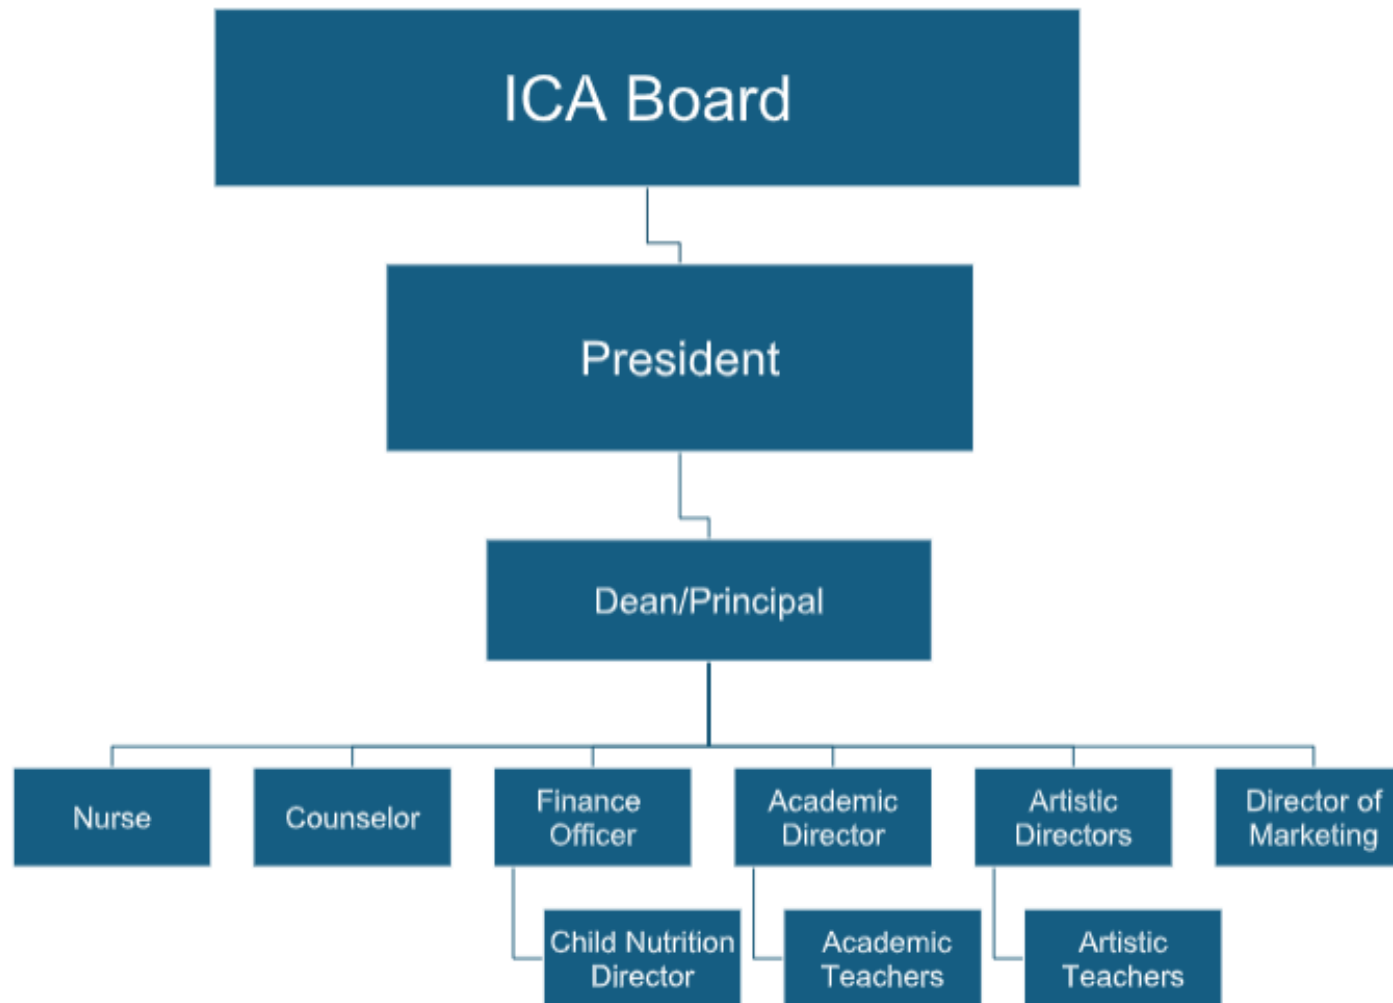 ICA Board
President
Dean/Principal
Nurse
Counselor
Finance
Officer
Academic
Director
Artistic
Directors
Director of
Marketing
Child Nutrition
Director
Academic
Teachers
Artistic
Teachers